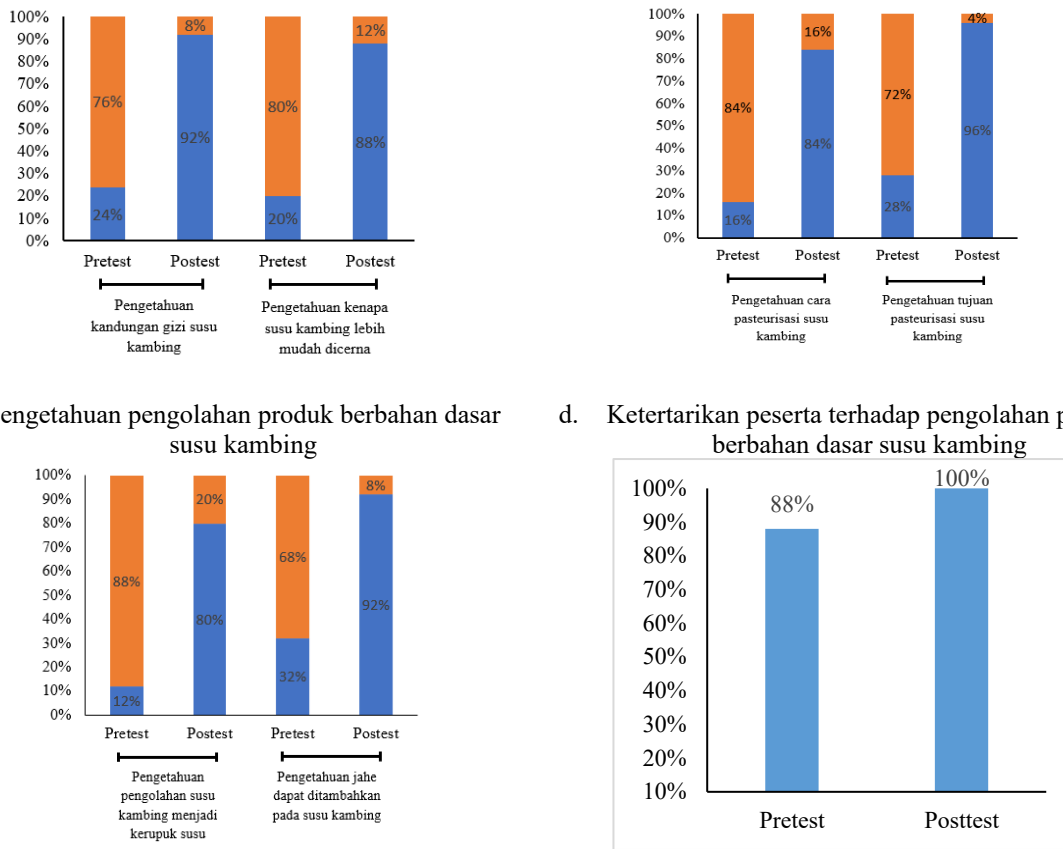 100%
90%
80%
70%
60%
50%
40%
30%
20%
10%
0%
76%
24%
8%
92%
80%
20%
12%
88%
Pretest Postest Pretest Postest
Pengetahuan
kandungan gizi susu
kambing
Pengetahuan kenapa
susu kambing lebih
mudah dicerna
100%
90%
80%
70%
60%
50%
40%
30%
20%
10%
0%
84%
16%
16%
84%
72%
28%
4%
96%
Pretest Postest Pretest Postest
Pengetahuan cara
pasteurisasi susu
kambing
Pengetahuan tujuan
pasteurisasi susu
kambing
engetahuan pengolahan produk berbahan dasar
susu kambing
100%
90%
80%
70%
60%
50%
40%
30%
20%
10%
0%
88%
12%
20%
80%
68%
32%
8%
92%
Pretest Postest Pretest Postest
Pengetahuan
pengolahan susu
kambing menjadi
kerupuk susu
Pengetahuan jahe
dapat ditambahkan
pada susu kambing
d. Ketertarikan peserta terhadap pengolahan p
berbahan dasar susu kambing
100%
90%
80%
70%
60%
50%
40%
30%
20%
10%
88%
100%
Pretest Posttest